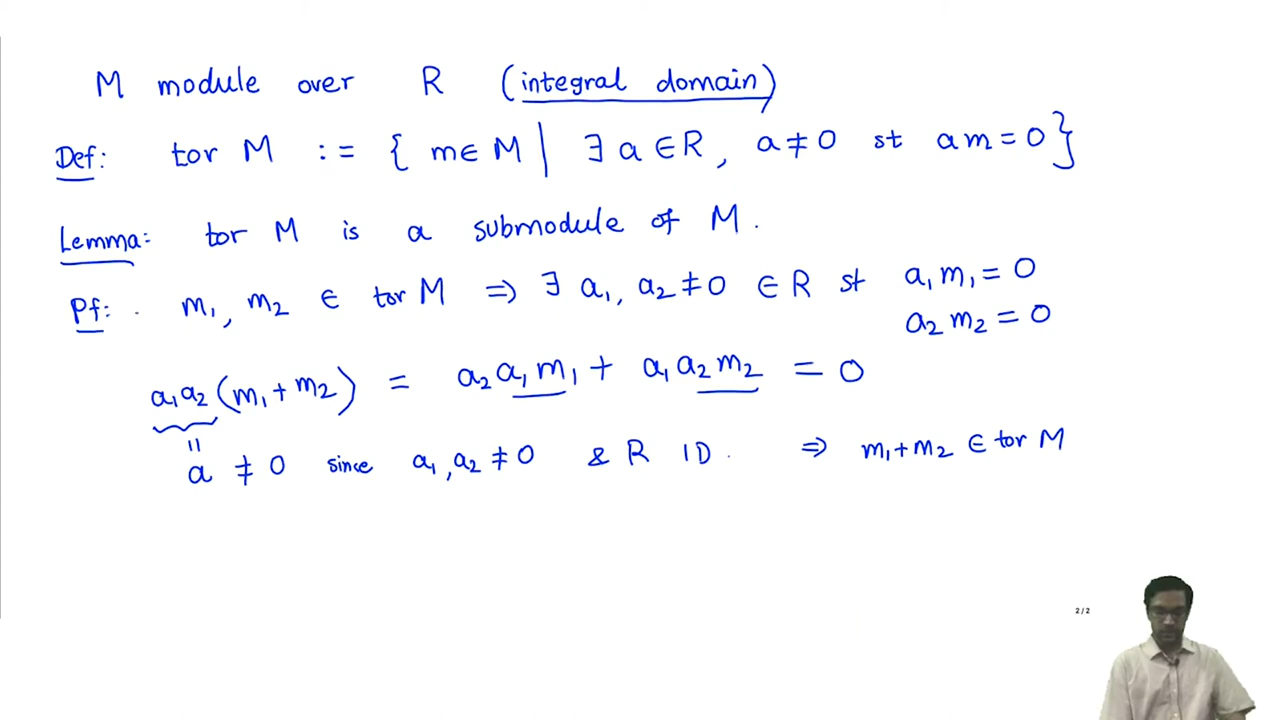 M module over R (integral domain)
Def: tor M := { m ∈ M | ∃ a ∈ R, a ≠ 0 st am = 0 }
Lemma: tor M is a submodule of M.
Pf: m₁, m₂ ∈ tor M ⇒ ∃ a₁, a₂ ≠ 0 ∈ R st a₁m₁ = 0
a₂m₂ = 0
a₁a₂(m₁+m₂) = a₂a₁m₁ + a₁a₂m₂ = 0
=
a ≠ 0 since a₁, a₂ ≠ 0 & R ID. ⇒ m₁+m₂ ∈ tor M
2/2